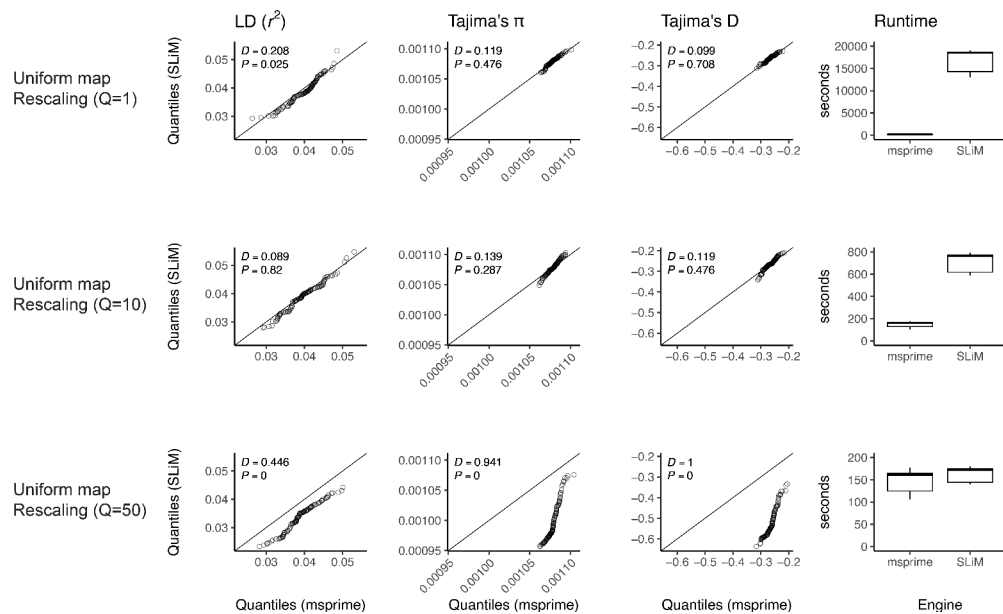 LD (r²)
Tajima's π
Tajima's D
Runtime
Uniform map
Rescaling (Q=1)
Quantiles (SLiM)
0.05
0.04
0.03
D = 0.208
P = 0.025
0.03
0.04
0.05
0.00110
0.00105
0.00100
0.00095
D = 0.119
P = 0.476
0.00095
0.00100
0.00105
0.00110
−0.2
−0.3
−0.4
−0.5
−0.6
D = 0.099
P = 0.708
−0.6
−0.5
−0.4
−0.3
−0.2
seconds
20000
15000
10000
5000
0
msprime
SLiM
Uniform map
Rescaling (Q=10)
Quantiles (SLiM)
0.05
0.04
0.03
D = 0.089
P = 0.82
0.03
0.04
0.05
0.00110
0.00105
0.00100
0.00095
D = 0.139
P = 0.287
0.00095
0.00100
0.00105
0.00110
−0.2
−0.3
−0.4
−0.5
−0.6
D = 0.119
P = 0.476
−0.6
−0.5
−0.4
−0.3
−0.2
seconds
800
600
400
200
0
msprime
SLiM
Uniform map
Rescaling (Q=50)
Quantiles (SLiM)
0.05
0.04
0.03
D = 0.446
P = 0
0.03
0.04
0.05
0.00110
0.00105
0.00100
0.00095
D = 0.941
P = 0
0.00095
0.00100
0.00105
0.00110
−0.2
−0.3
−0.4
−0.5
−0.6
D = 1
P = 0
−0.6
−0.5
−0.4
−0.3
−0.2
seconds
200
150
100
50
0
msprime
SLiM
Quantiles (msprime)
Quantiles (msprime)
Quantiles (msprime)
Engine